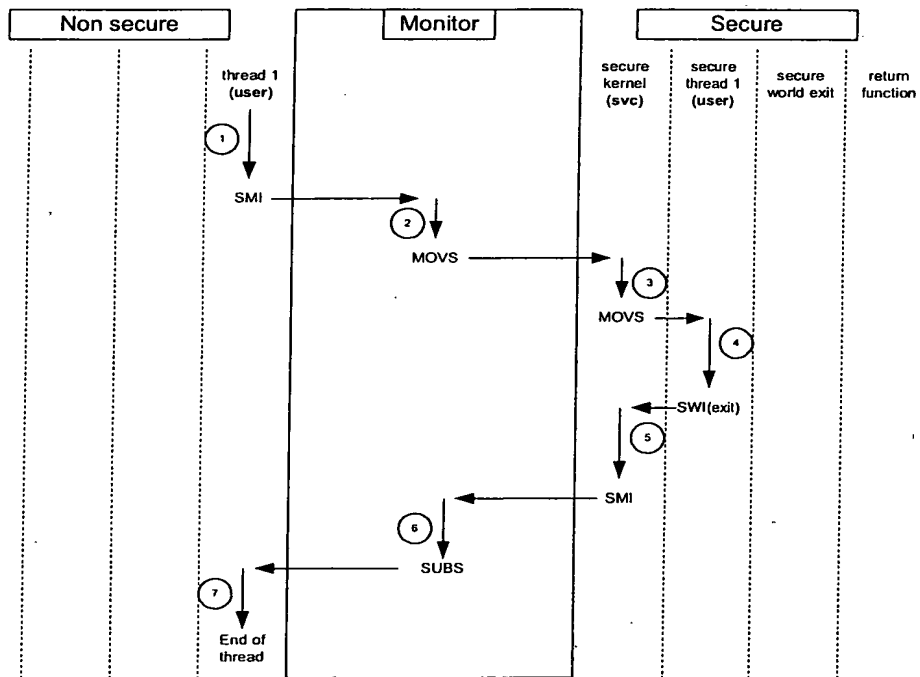 Non secure
Monitor
Secure
thread 1
(user)
secure
kernel
(svc)
secure
thread 1
(user)
secure
world exit
return
function
1
SMI
2
MOVS
3
MOVS
4
SWI(exit)
5
SMI
6
SUBS
7
End of
thread